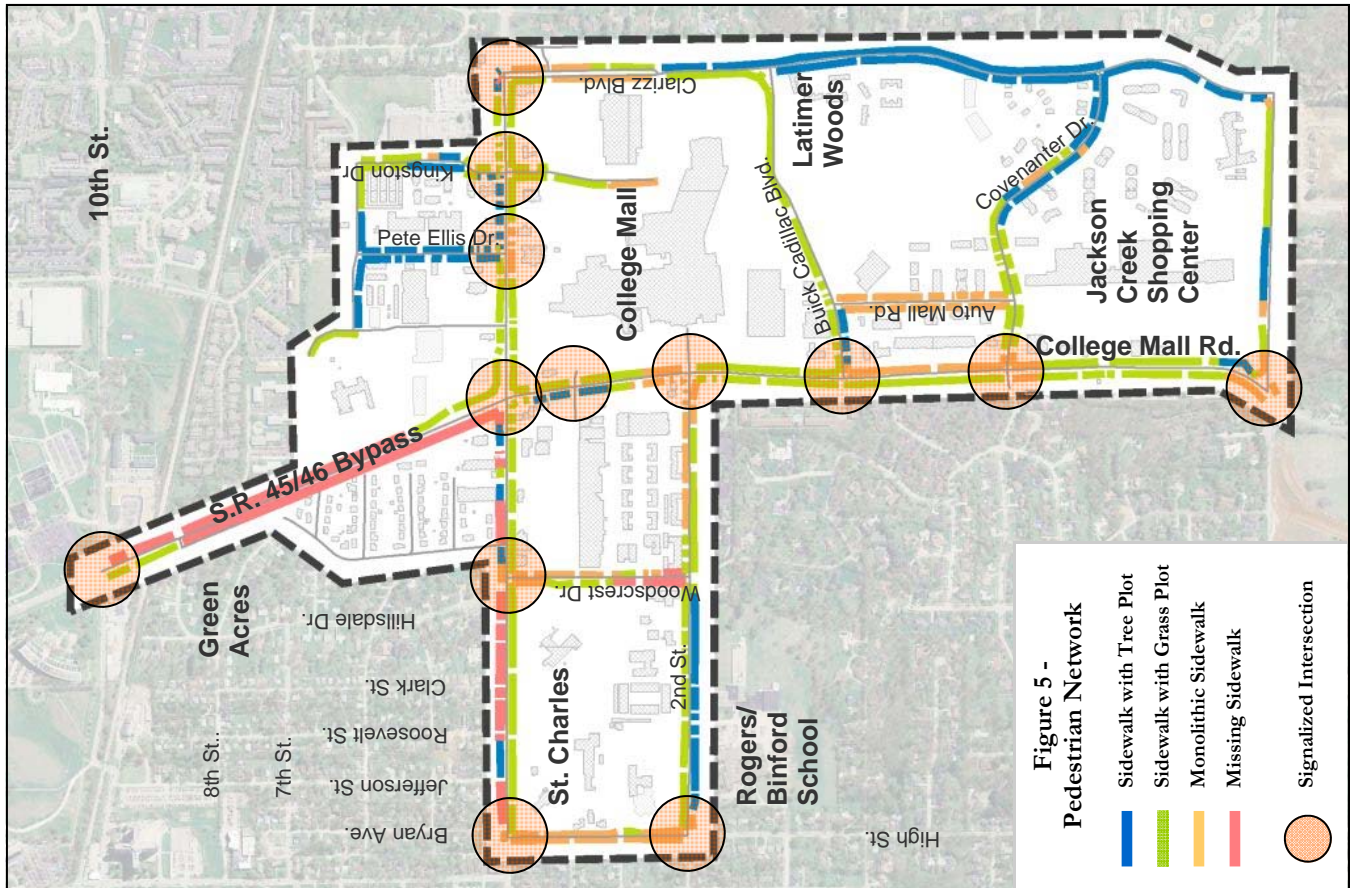 10th St.
Clarizz Blvd.
Latimer
Woods
Kingston Dr
Pete Ellis Dr.
College Mall
Buick Cadillac Blvd.
Covenanter Dr.
Jackson
Creek
Shopping
Center
Auto Mall Rd.
College Mall Rd.
S.R. 45/46 Bypass
Green
Acres
Hillsdale Dr.
Woodscrest Dr.
Clark St.
St. Charles
2nd St.
Roosevelt St.
8th St..
7th St.
Jefferson St.
Rogers/
Binford
School
Bryan Ave.
High St.
Figure 5 -
Pedestrian Network
Sidewalk with Tree Plot
Sidewalk with Grass Plot
Monolithic Sidewalk
Missing Sidewalk
Signalized Intersection